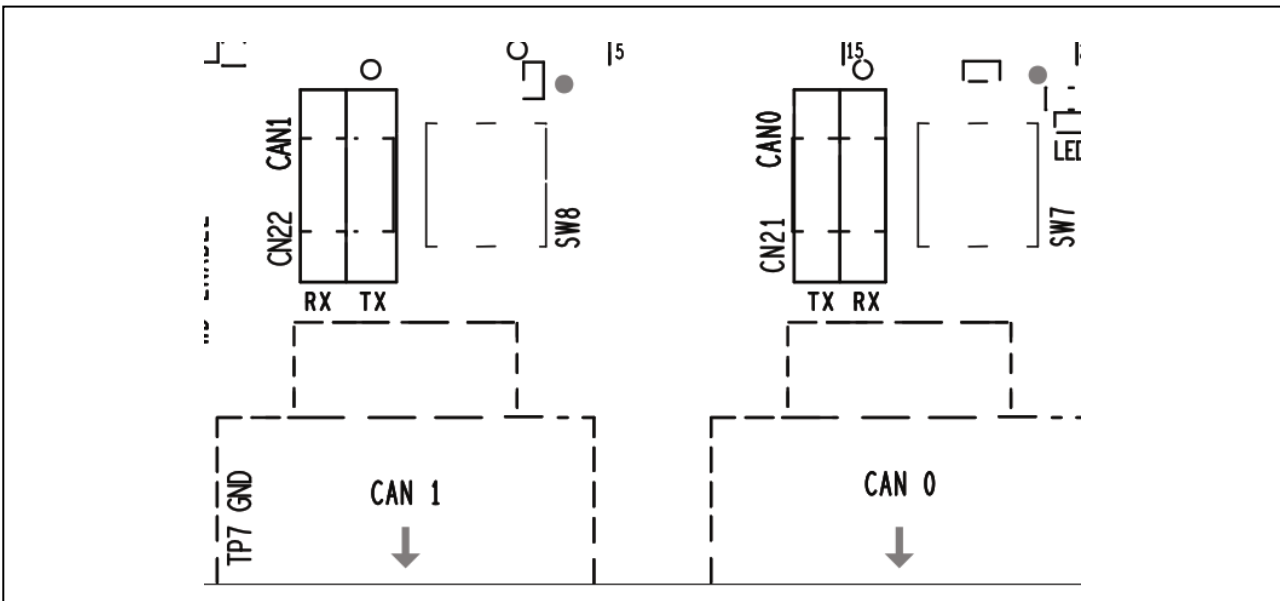 5
15
CAN1
CN22
SW8
RX TX
CAN0
CN21
LED
SW7
TX RX
TP7 GND
CAN 1
CAN 0